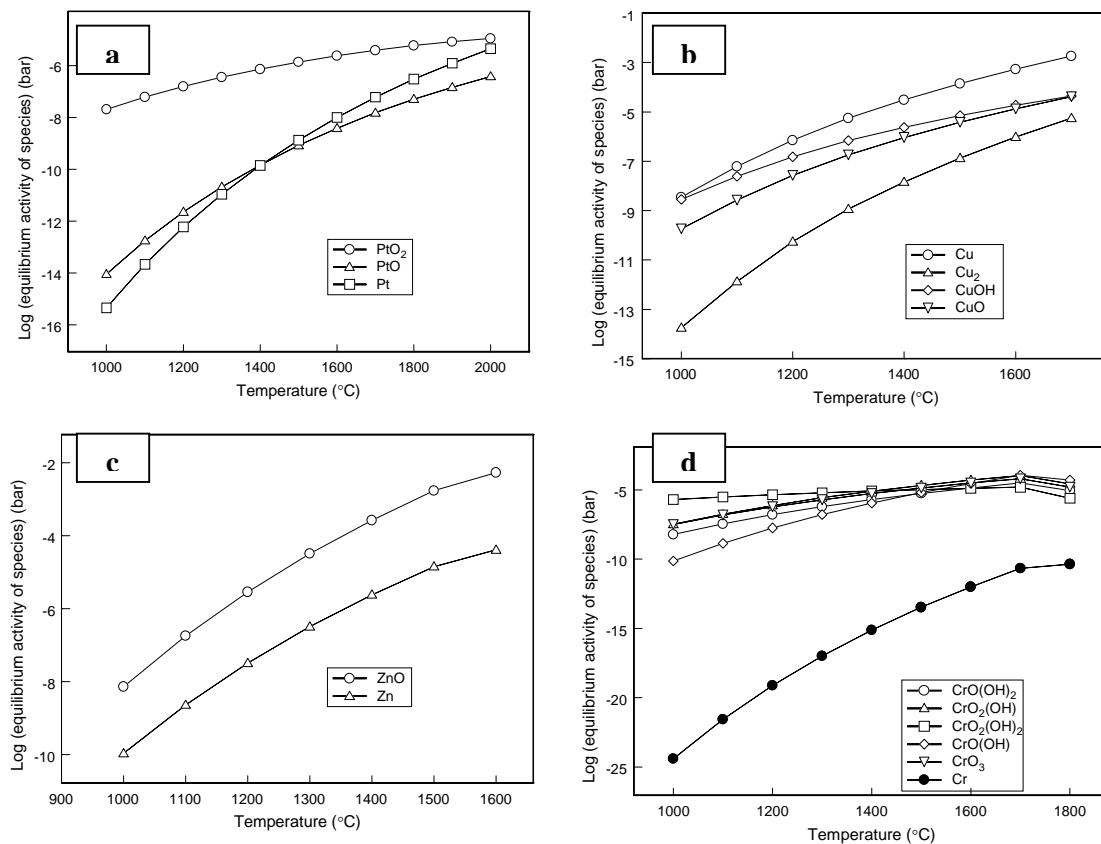 a
Log (equilibrium activity of species) (bar)
-6
-8
-10
-12
-14
-16
PtO2
PtO
Pt
1000 1200 1400 1600 1800 2000
Temperature (°C)
b
Log (equilibrium activity of species) (bar)
-1
-3
-5
-7
-9
-11
-13
-15
Cu
Cu2
CuOH
CuO
1000 1200 1400 1600
Temperature (°C)
c
Log (equilibrium activity of species) (bar)
-2
-4
-6
-8
-10
ZnO
Zn
900 1000 1100 1200 1300 1400 1500 1600
Temperature (°C)
d
Log (equilibrium activity of species) (bar)
-5
-10
-15
-20
-25
CrO(OH)2
CrO2(OH)
CrO2(OH)2
CrO(OH)
CrO3
Cr
1000 1200 1400 1600 1800
Temperature (°C)